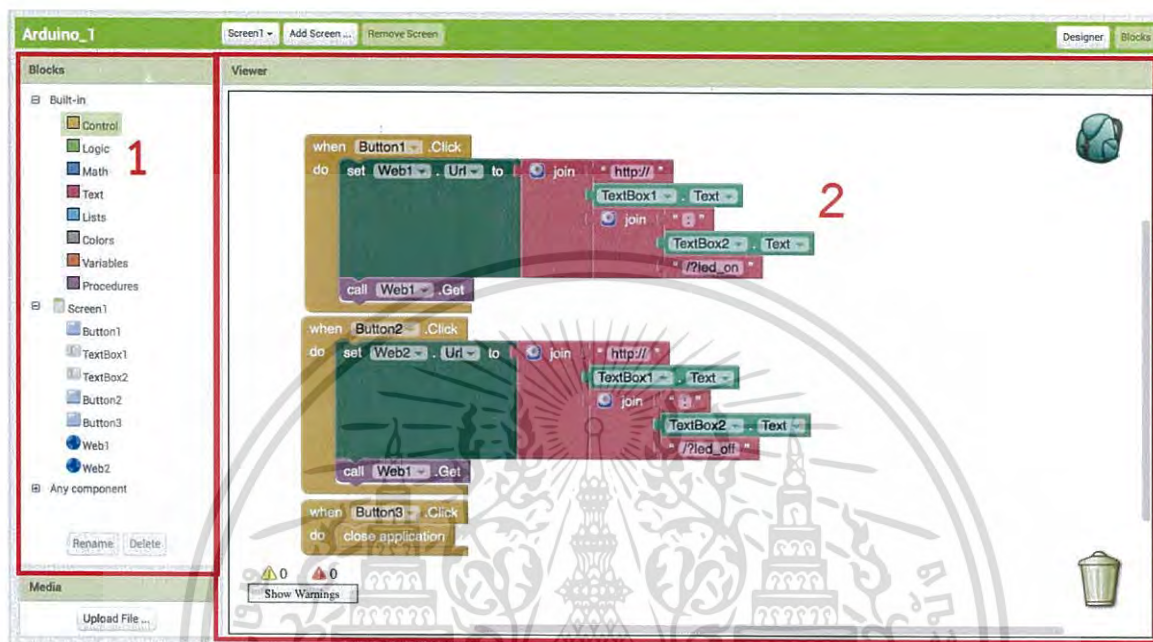 Arduino_1 Screen1 Add Screen ... Remove Screen Designer Blocks
Blocks
Built-in
Control
Logic
Math
Text
Lists
Colors
Variables
Procedures
Screen1
Button1
TextBox1
TextBox2
Button2
Button3
Web1
Web2
Any component
Rename Delete
Media
Upload File ...
1
Viewer
when Button1 .Click
do set Web1 . Url to join " http:// "
TextBox1 . Text
join " : "
TextBox2 . Text
" /?led_on "
call Web1 .Get
when Button2 .Click
do set Web2 . Url to join " http:// "
TextBox1 . Text
join " : "
TextBox2 . Text
" /?led_off "
call Web1 .Get
when Button3 .Click
do close application
2
0 0
Show Warnings